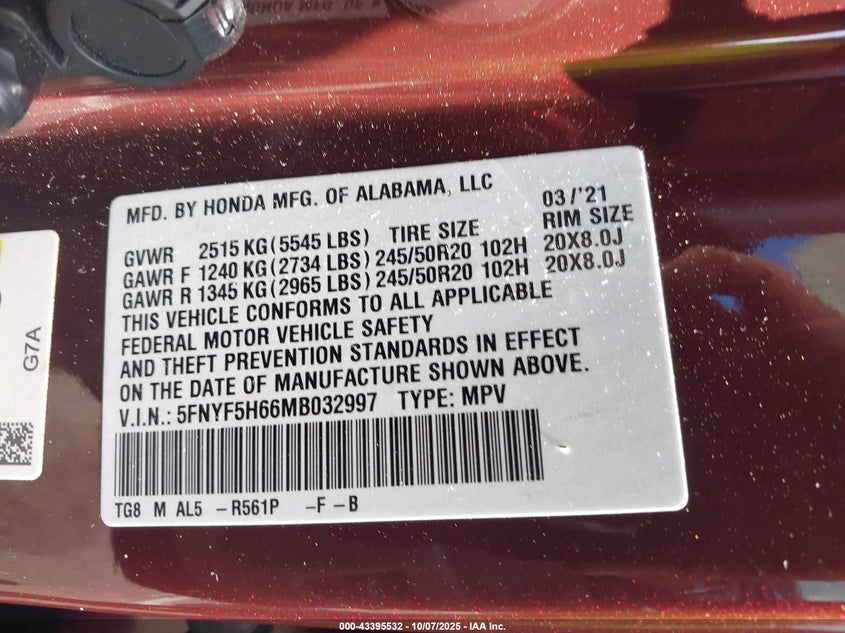 MFD. BY HONDA MFG. OF ALABAMA, LLC 03/'21
GVWR 2515 KG (5545 LBS) TIRE SIZE RIM SIZE
GAWR F 1240 KG (2734 LBS) 245/50R20 102H 20X8.0J
GAWR R 1345 KG (2965 LBS) 245/50R20 102H 20X8.0J
THIS VEHICLE CONFORMS TO ALL APPLICABLE
FEDERAL MOTOR VEHICLE SAFETY
AND THEFT PREVENTION STANDARDS IN EFFECT
ON THE DATE OF MANUFACTURE SHOWN ABOVE.
V.I.N.: 5FNYF5H66MB032997 TYPE: MPV
TG8 M AL5 -R561P -F -B
G7A
000-43395532 - 10/07/2025 - IAA Inc.